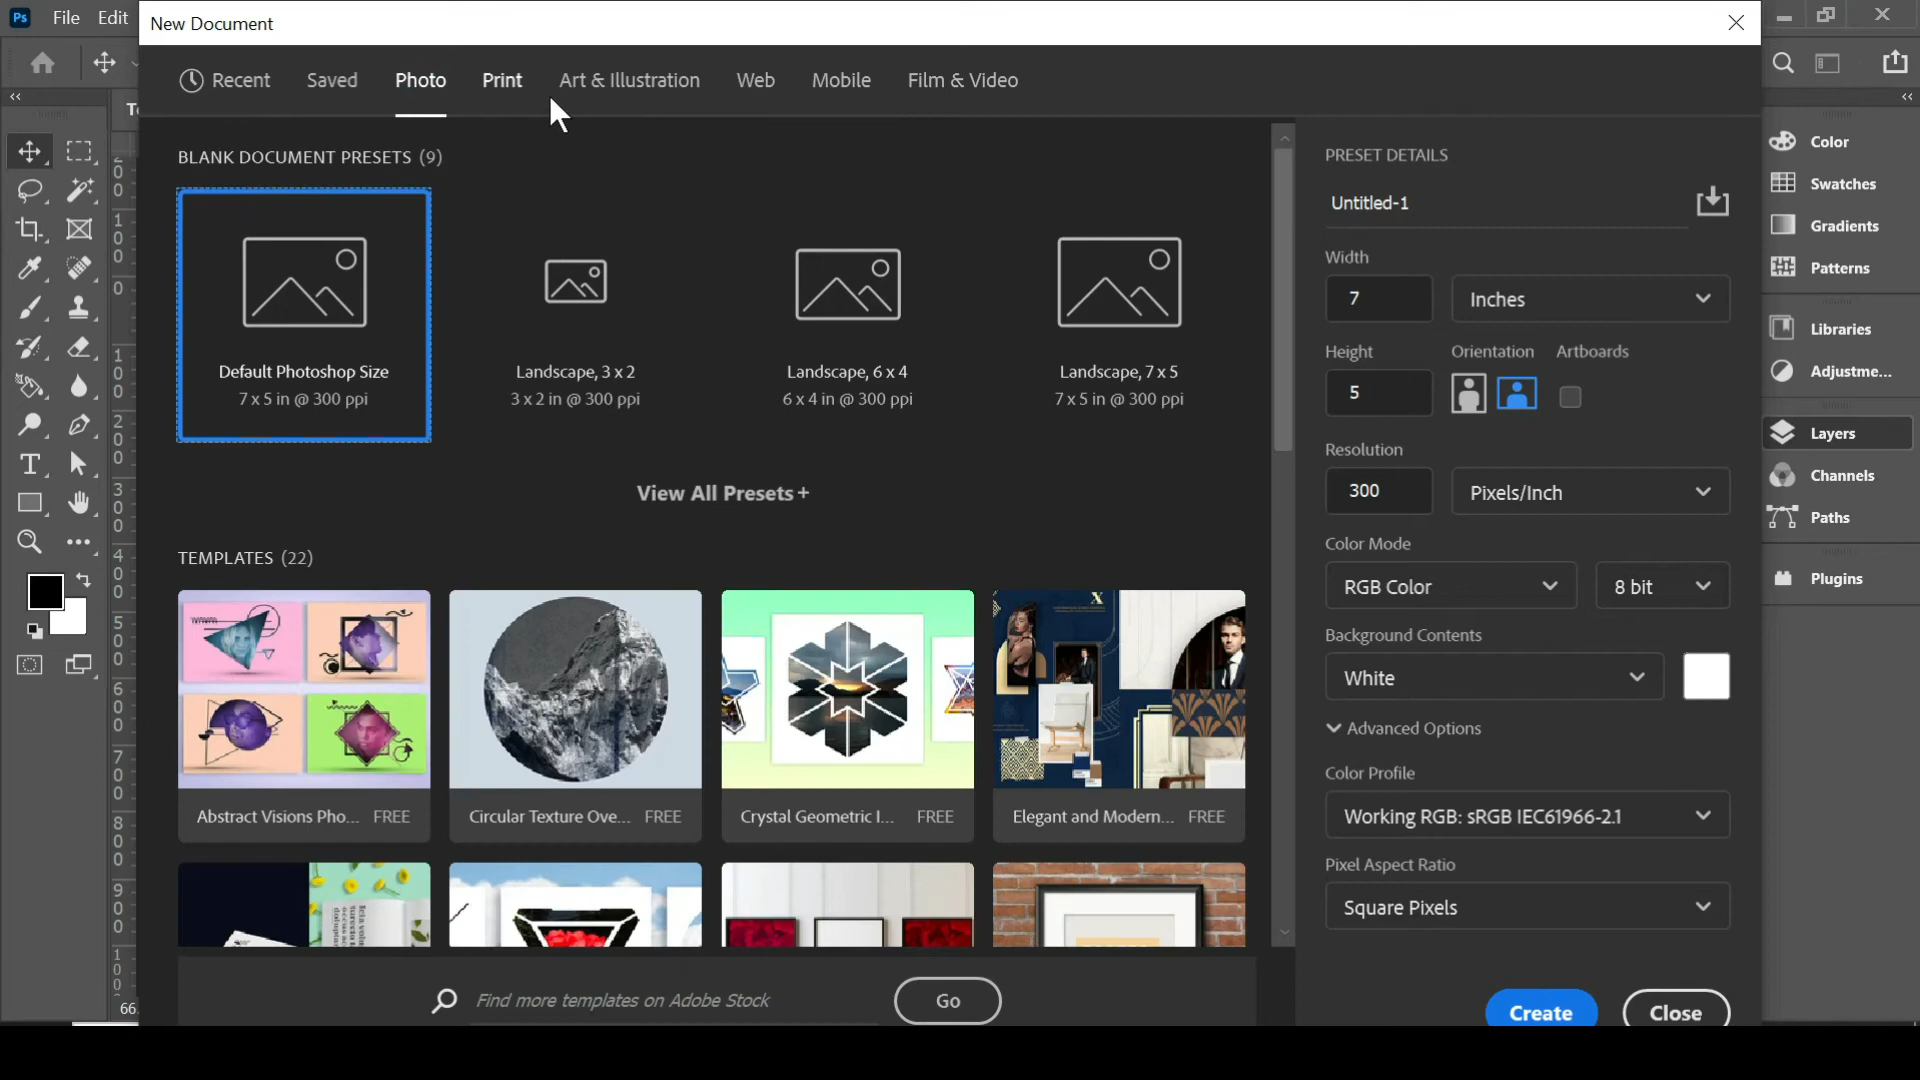 Ps File Edit
New Document
Recent Saved Photo Print Art & Illustration Web Mobile Film & Video
BLANK DOCUMENT PRESETS (9)
Default Photoshop Size
7 x 5 in @ 300 ppi
Landscape, 3 x 2
3 x 2 in @ 300 ppi
Landscape, 6 x 4
6 x 4 in @ 300 ppi
Landscape, 7 x 5
7 x 5 in @ 300 ppi
View All Presets +
TEMPLATES (22)
Abstract Visions Pho... FREE
Circular Texture Ove... FREE
Crystal Geometric I... FREE
Elegant and Modern... FREE
Find more templates on Adobe Stock
Go
PRESET DETAILS
Untitled-1
Width
7 Inches
Height Orientation Artboards
5
Resolution
300 Pixels/Inch
Color Mode
RGB Color 8 bit
Background Contents
White
Advanced Options
Color Profile
Working RGB: sRGB IEC61966-2.1
Pixel Aspect Ratio
Square Pixels
Create Close
Color
Swatches
Gradients
Patterns
Libraries
Adjustme...
Layers
Channels
Paths
Plugins
66.